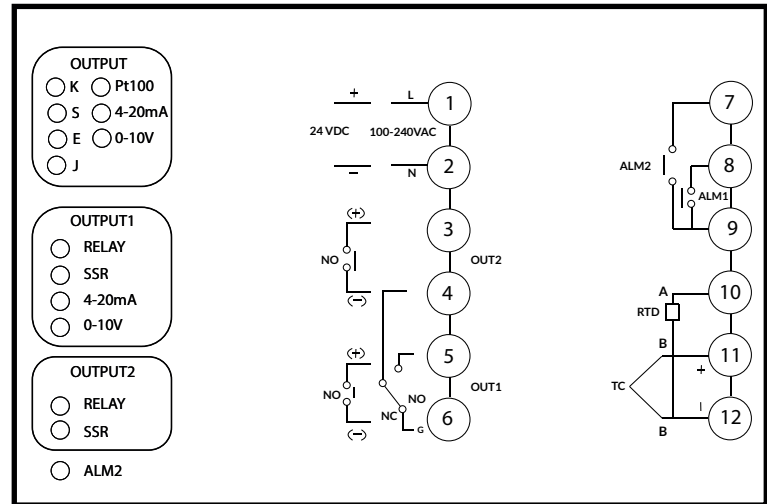 OUTPUT
K Pt100
S 4-20mA
E 0-10V
J
OUTPUT1
RELAY
SSR
4-20mA
0-10V
OUTPUT2
RELAY
SSR
ALM2
+ L 1
24 VDC 100-240VAC
− N 2
(+) 3
NO OUT2
(−) 4
(+) 5
NO NO OUT1
NC
(−) G 6
7
ALM2 8
ALM1
9
A 10
RTD
B 11
+
TC
I
B 12